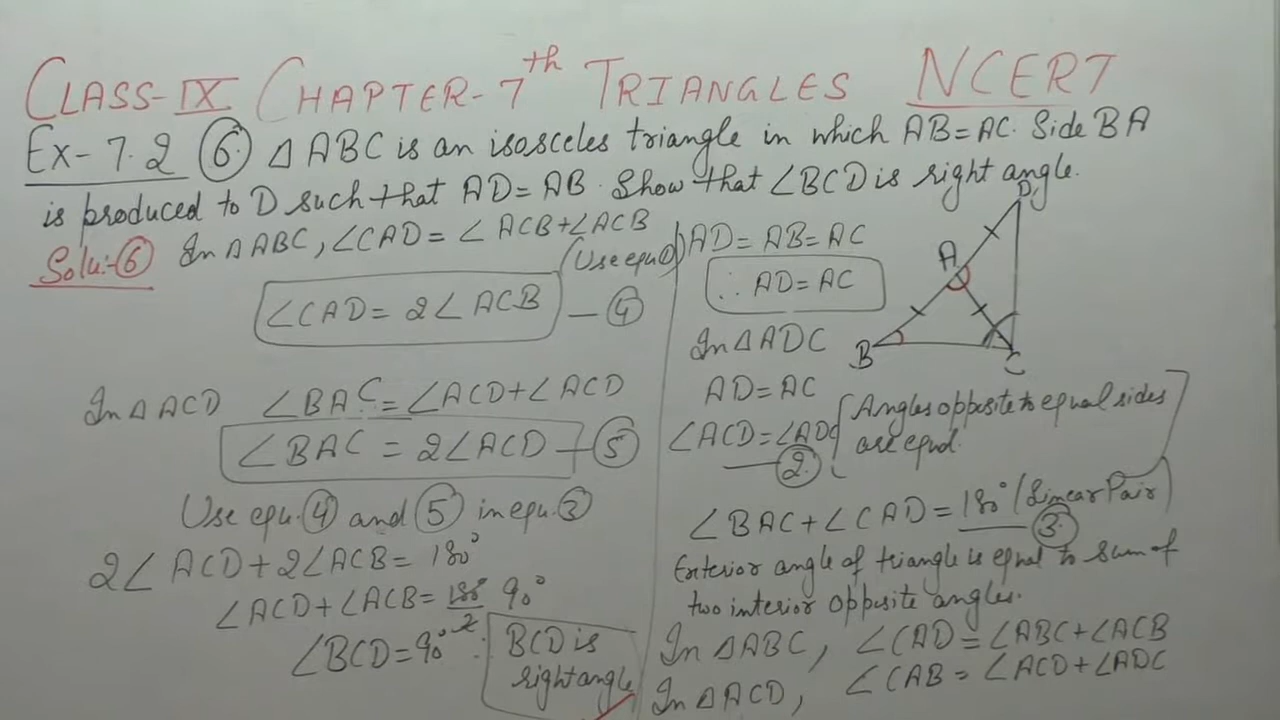 CLASS-IX CHAPTER-7th TRIANGLES NCERT
Ex-7.2 (6) △ABC is an isosceles triangle in which AB=AC. Side BA
is produced to D such that AD=AB. Show that ∠BCD is right angle.
Solu:-(6) In △ABC, ∠CAD=∠ACB+∠ACB
(Use equ ①)
∠CAD=2∠ACB —④
In △ACD ∠BAC=∠ACD+∠ACD
∠BAC=2∠ACD —⑤
Use equ.④ and ⑤ in equ.③
2∠ACD+2∠ACB=180°
∠ACD+∠ACB=180°/2 90°
∠BCD=90°
BCD is
right angle
AD=AB=AC
∴ AD=AC
In △ADC
AD=AC
∠ACD=∠ADC (Angles opposite to equal sides
are equal.
—②
∠BAC+∠CAD=180° (Linear Pair)
③
Exterior angle of triangle is equal to sum of
two interior opposite angles.
In △ABC, ∠CAD=∠ABC+∠ACB
In △ACD, ∠CAB=∠ACD+∠ADC
D
A
B
C